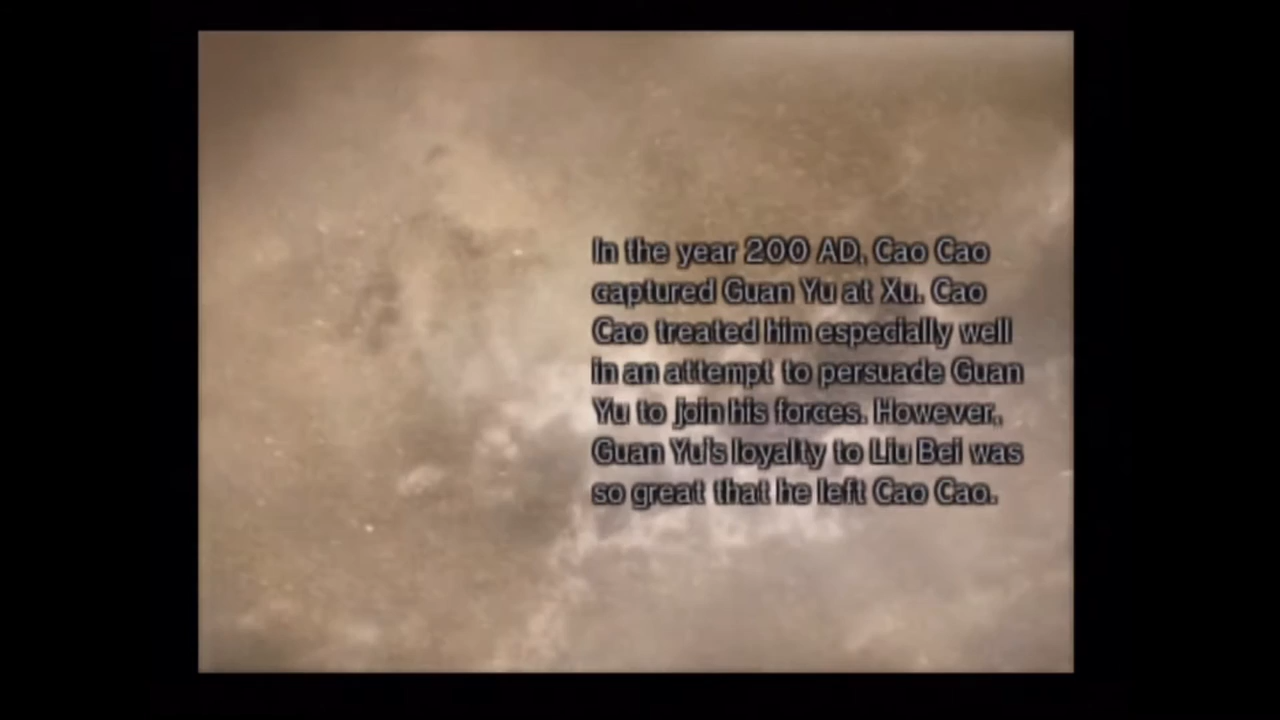 In the year 200 AD, Cao Cao
captured Guan Yu at Xu. Cao
Cao treated him especially well
in an attempt to persuade Guan
Yu to join his forces. However,
Guan Yu's loyalty to Liu Bei was
so great that he left Cao Cao.